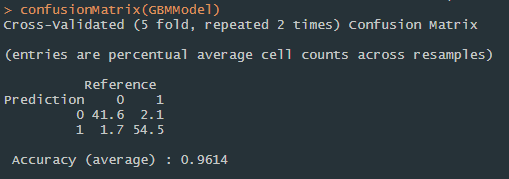 > confusionMatrix(GBMModel)
Cross-Validated (5 fold, repeated 2 times) Confusion Matrix
(entries are percentual average cell counts across resamples)
Reference
Prediction 0 1
0 41.6 2.1
1 1.7 54.5
Accuracy (average) : 0.9614